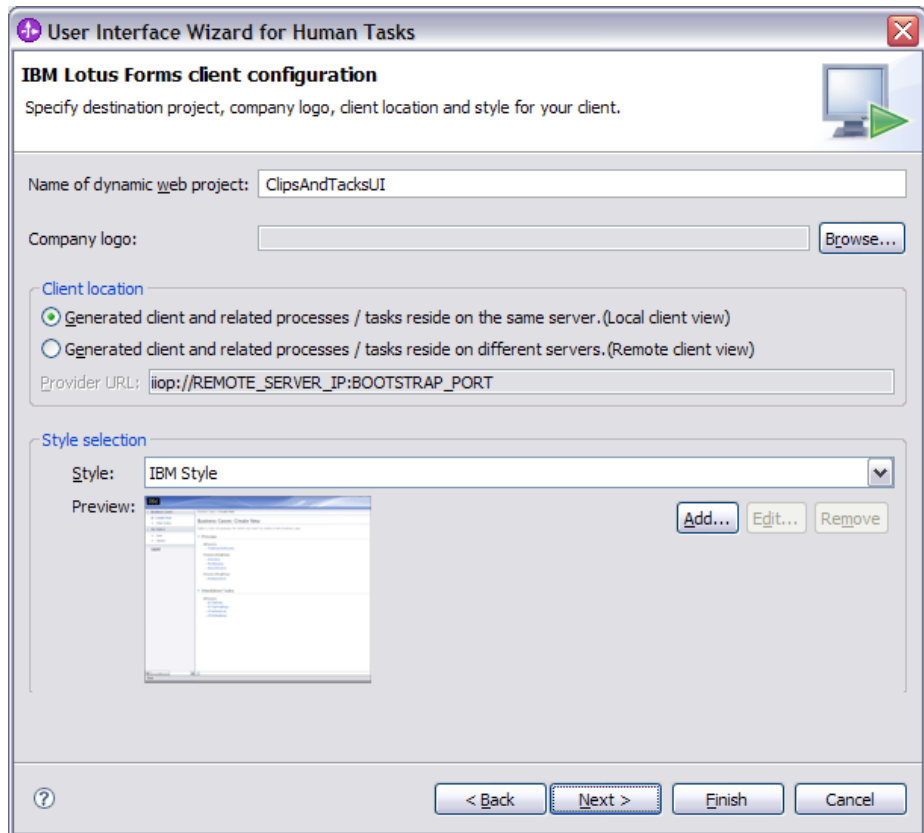 User Interface Wizard for Human Tasks
IBM Lotus Forms client configuration
Specify destination project, company logo, client location and style for your client.
Name of dynamic web project: ClipsAndTacksUI
Company logo: Browse...
Client location
Generated client and related processes / tasks reside on the same server.(Local client view)
Generated client and related processes / tasks reside on different servers.(Remote client view)
Provider URL: iiop://REMOTE_SERVER_IP:BOOTSTRAP_PORT
Style selection
Style: IBM Style
Preview: Add... Edit... Remove
Business Cases: Create New
< Back Next > Finish Cancel